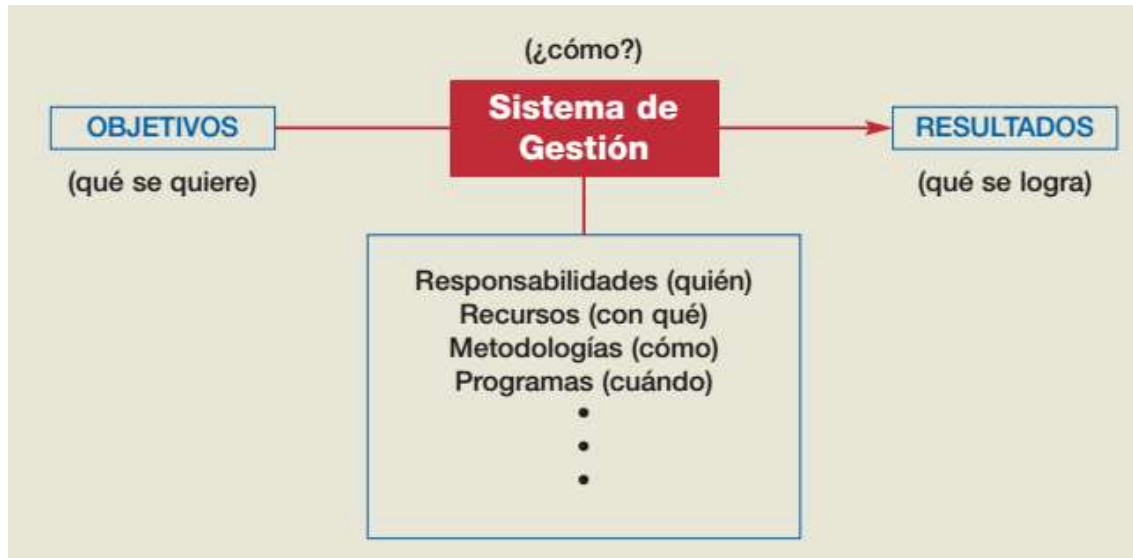 (¿cómo?)
OBJETIVOS
(qué se quiere)
Sistema de
Gestión
RESULTADOS
(qué se logra)
Responsabilidades (quién)
Recursos (con qué)
Metodologías (cómo)
Programas (cuándo)
•
•
•